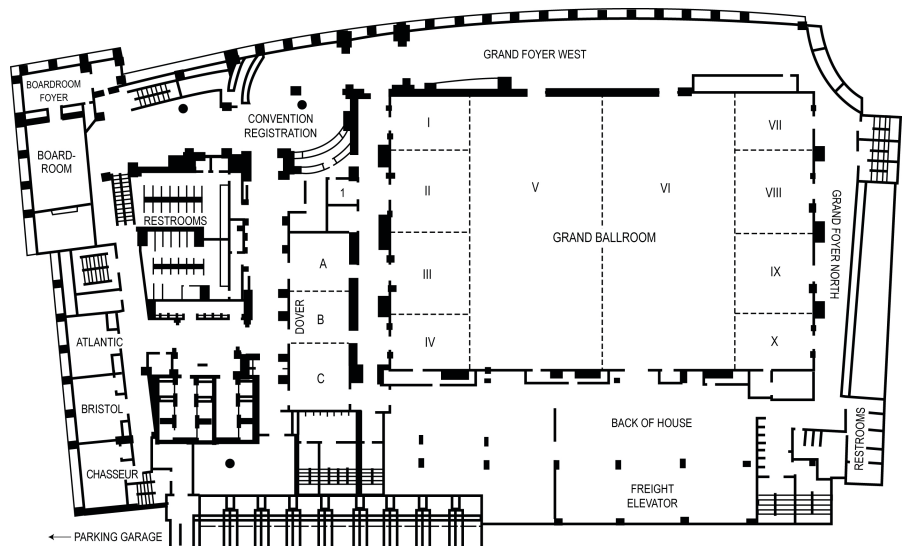 GRAND FOYER WEST
BOARDROOM
FOYER
CONVENTION
REGISTRATION
I
VII
BOARD-
ROOM
1
II
V
VI
VIII
RESTROOMS
GRAND FOYER NORTH
GRAND BALLROOM
A
III
IX
DOVER
B
ATLANTIC
IV
X
C
BRISTOL
BACK OF HOUSE
RESTROOMS
CHASSEUR
FREIGHT
ELEVATOR
← PARKING GARAGE